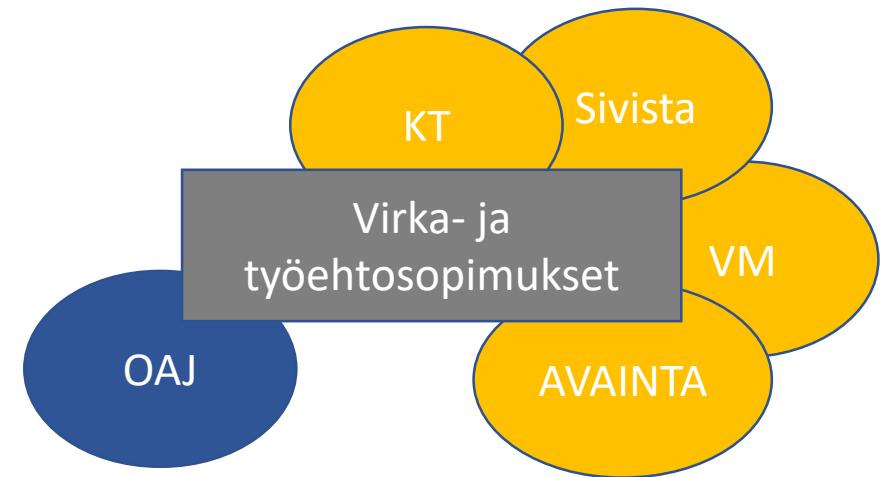 KT
Sivista
Virka- ja
työehtosopimukset
VM
OAJ
AVAINTA